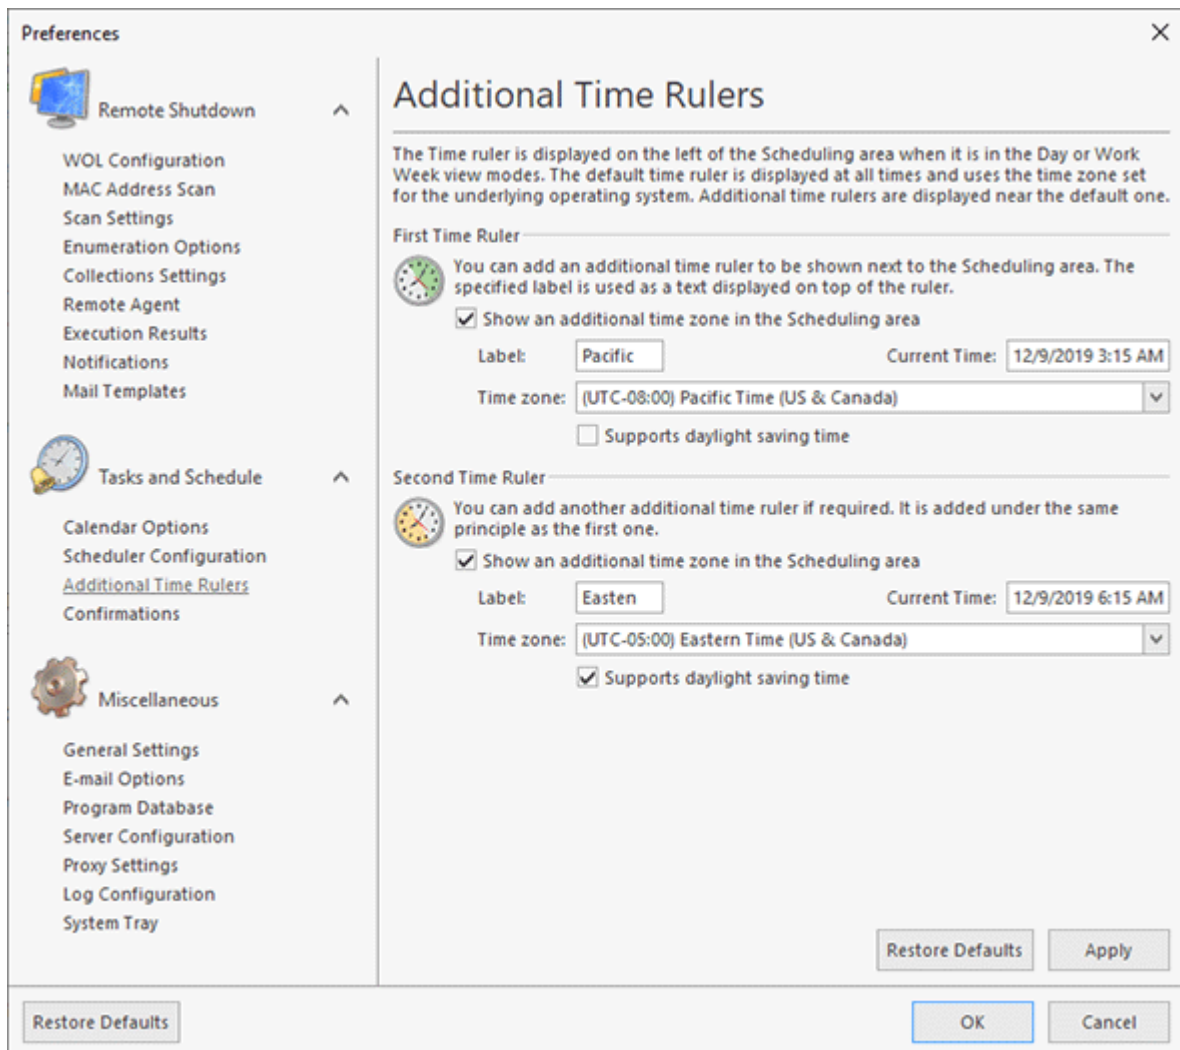 Preferences
Remote Shutdown
WOL Configuration
MAC Address Scan
Scan Settings
Enumeration Options
Collections Settings
Remote Agent
Execution Results
Notifications
Mail Templates
Tasks and Schedule
Calendar Options
Scheduler Configuration
Additional Time Rulers
Confirmations
Miscellaneous
General Settings
E-mail Options
Program Database
Server Configuration
Proxy Settings
Log Configuration
System Tray
Additional Time Rulers
The Time ruler is displayed on the left of the Scheduling area when it is in the Day or Work
Week view modes. The default time ruler is displayed at all times and uses the time zone set
for the underlying operating system. Additional time rulers are displayed near the default one.
First Time Ruler
You can add an additional time ruler to be shown next to the Scheduling area. The
specified label is used as a text displayed on top of the ruler.
Show an additional time zone in the Scheduling area
Label: Pacific Current Time: 12/9/2019 3:15 AM
Time zone: (UTC-08:00) Pacific Time (US & Canada)
Supports daylight saving time
Second Time Ruler
You can add another additional time ruler if required. It is added under the same
principle as the first one.
Show an additional time zone in the Scheduling area
Label: Easten Current Time: 12/9/2019 6:15 AM
Time zone: (UTC-05:00) Eastern Time (US & Canada)
Supports daylight saving time
Restore Defaults Apply
Restore Defaults OK Cancel